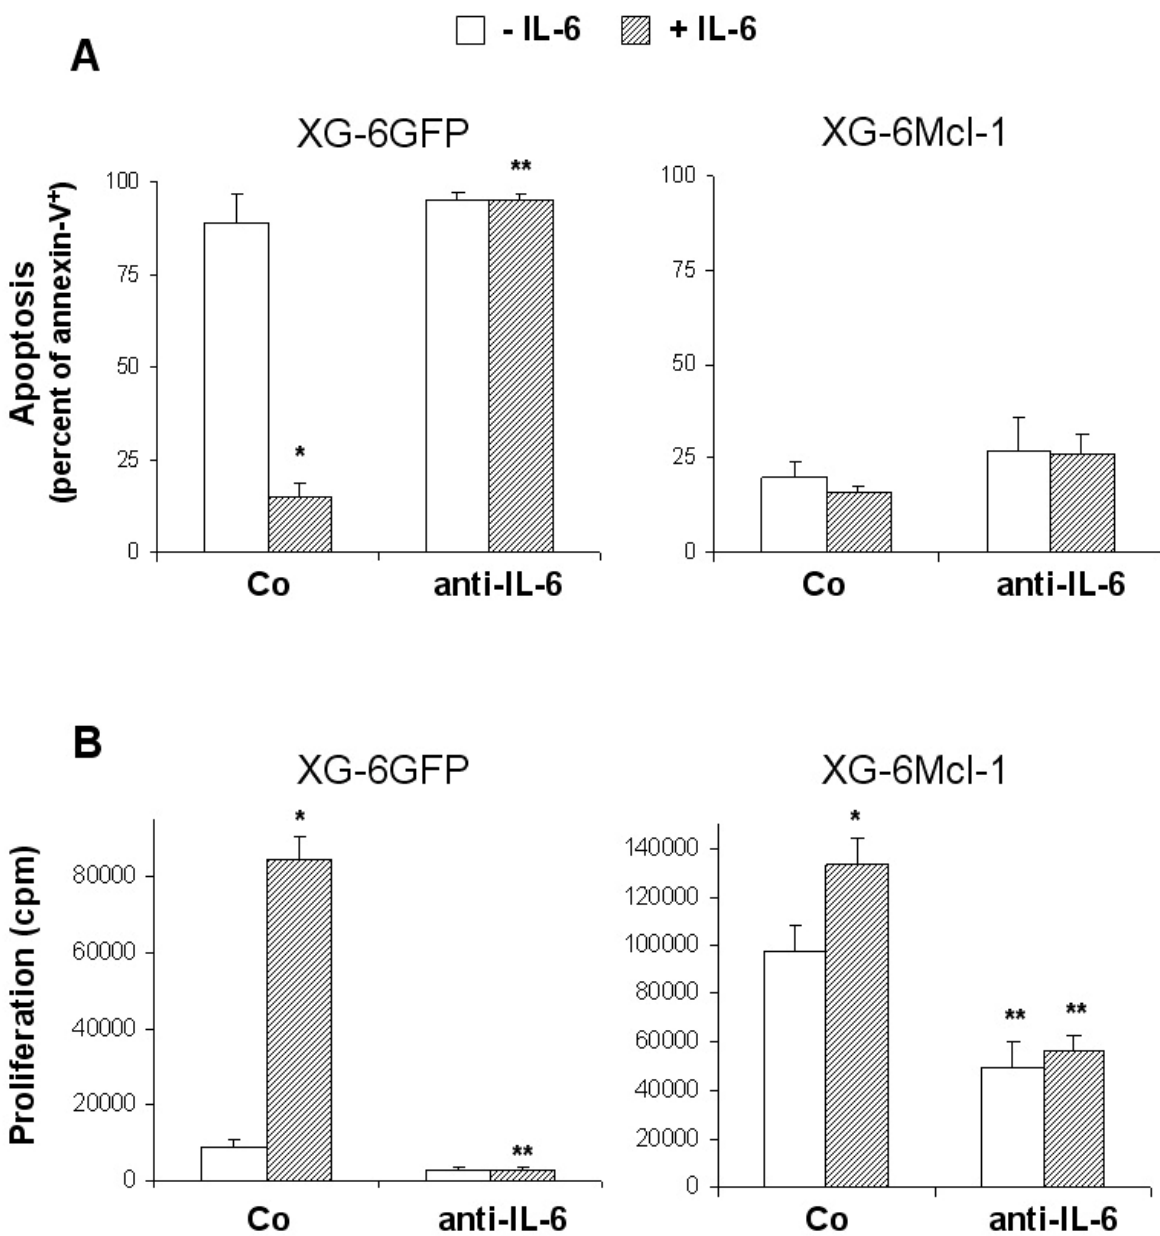 - IL-6 + IL-6
A
XG-6GFP
XG-6Mcl-1
Apoptosis
(percent of annexin-V+)
**
*
100
75
50
25
0
Co anti-IL-6
100
75
50
25
0
Co anti-IL-6
B
XG-6GFP
XG-6Mcl-1
Proliferation (cpm)
*
**
80000
60000
40000
20000
0
Co anti-IL-6
*
** **
140000
120000
100000
80000
60000
40000
20000
0
Co anti-IL-6